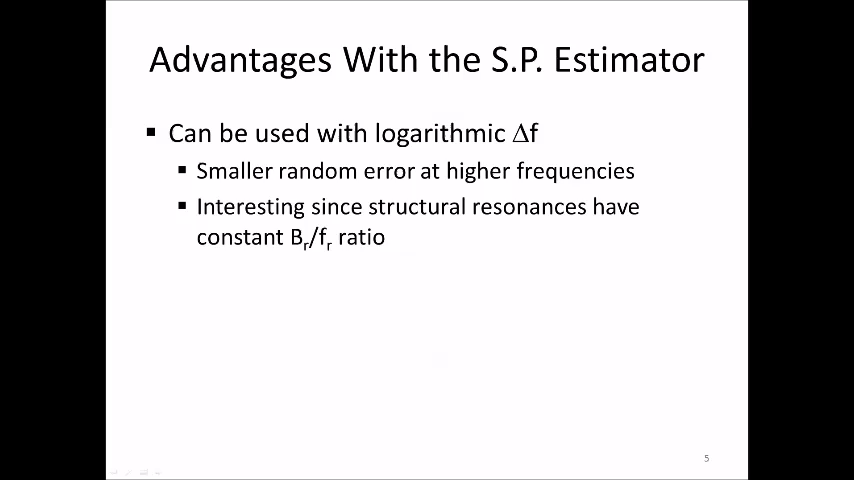 Advantages With the S.P. Estimator
▪ Can be used with logarithmic Δf
▪ Smaller random error at higher frequencies
▪ Interesting since structural resonances have
constant Br/fr ratio
5